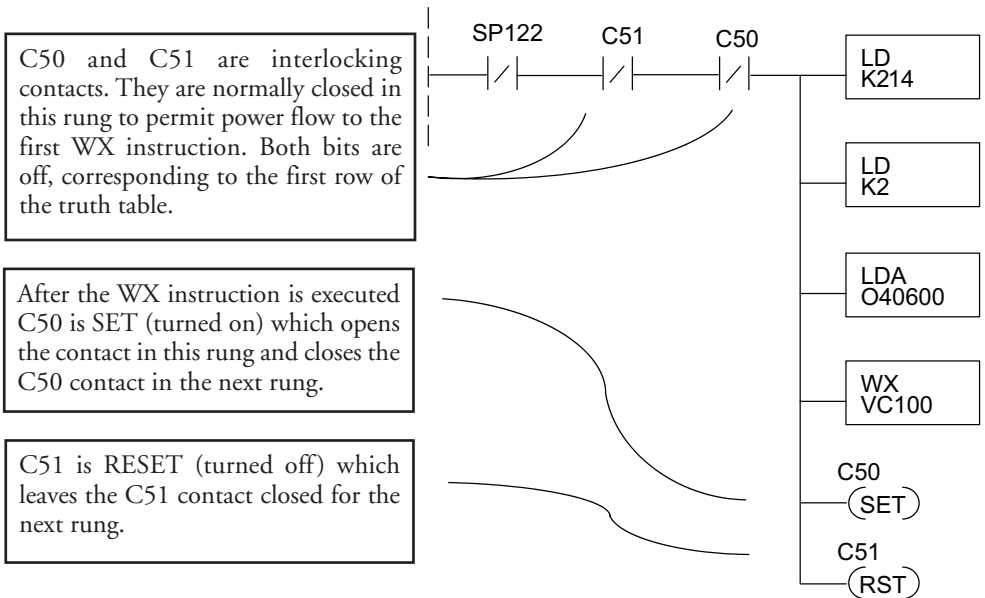 C50 and C51 are interlocking
contacts. They are normally closed in
this rung to permit power flow to the
first WX instruction. Both bits are
off, corresponding to the first row of
the truth table.
After the WX instruction is executed
C50 is SET (turned on) which opens
the contact in this rung and closes the
C50 contact in the next rung.
C51 is RESET (turned off) which
leaves the C51 contact closed for the
next rung.
SP122
C51
C50
LD
K214
LD
K2
LDA
O40600
WX
VC100
C50
SET
C51
RST